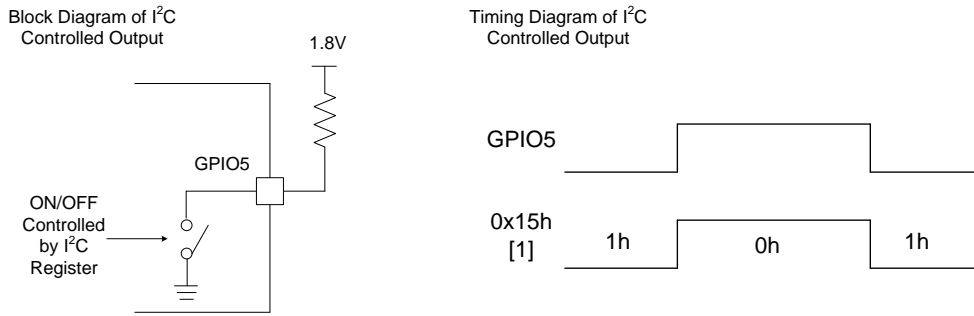 Block Diagram of I²C
Controlled Output
1.8V
GPIO5
ON/OFF
Controlled
by I²C
Register
Timing Diagram of I²C
Controlled Output
GPIO5
0x15h
[1]
1h
0h
1h